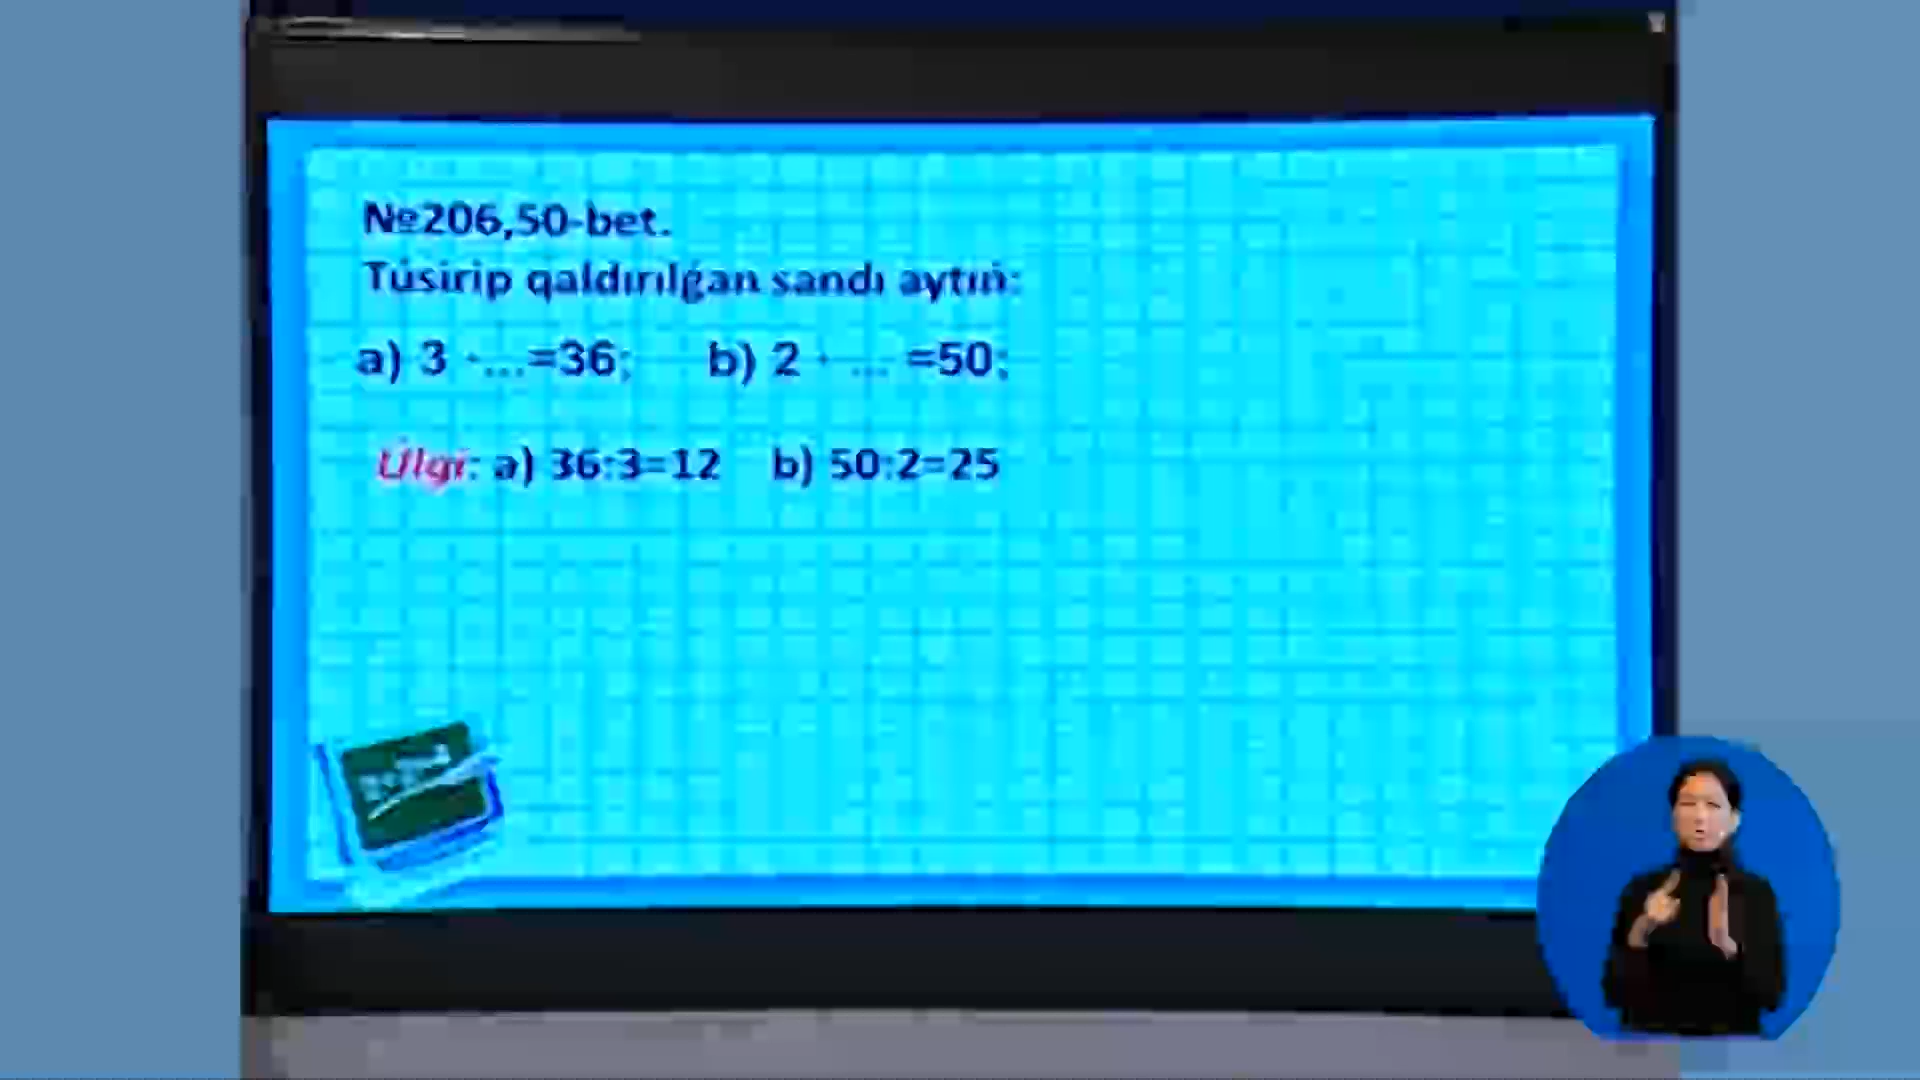 №206,50-bet.
Túsirip qaldırılǵan sandı aytıń:
a) 3 · ...=36; b) 2 · ... =50;
Úlgi: a) 36:3=12 b) 50:2=25